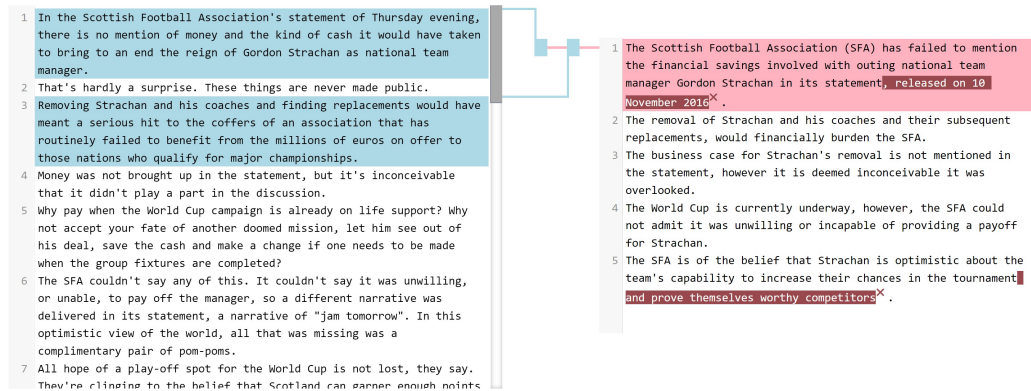 1 In the Scottish Football Association's statement of Thursday evening,
there is no mention of money and the kind of cash it would have taken
to bring to an end the reign of Gordon Strachan as national team
manager.
2 That's hardly a surprise. These things are never made public.
3 Removing Strachan and his coaches and finding replacements would have
meant a serious hit to the coffers of an association that has
routinely failed to benefit from the millions of euros on offer to
those nations who qualify for major championships.
4 Money was not brought up in the statement, but it's inconceivable
that it didn't play a part in the discussion.
5 Why pay when the World Cup campaign is already on life support? Why
not accept your fate of another doomed mission, let him see out of
his deal, save the cash and make a change if one needs to be made
when the group fixtures are completed?
6 The SFA couldn't say any of this. It couldn't say it was unwilling,
or unable, to pay off the manager, so a different narrative was
delivered in its statement, a narrative of "jam tomorrow". In this
optimistic view of the world, all that was missing was a
complimentary pair of pom-poms.
7 All hope of a play-off spot for the World Cup is not lost, they say.
They're clinging to the belief that Scotland can garner enough points
1 The Scottish Football Association (SFA) has failed to mention
the financial savings involved with outing national team
manager Gordon Strachan in its statement, released on 10
November 2016× .
2 The removal of Strachan and his coaches and their subsequent
replacements, would financially burden the SFA.
3 The business case for Strachan's removal is not mentioned in
the statement, however it is deemed inconceivable it was
overlooked.
4 The World Cup is currently underway, however, the SFA could
not admit it was unwilling or incapable of providing a payoff
for Strachan.
5 The SFA is of the belief that Strachan is optimistic about the
team's capability to increase their chances in the tournament
and prove themselves worthy competitors× .